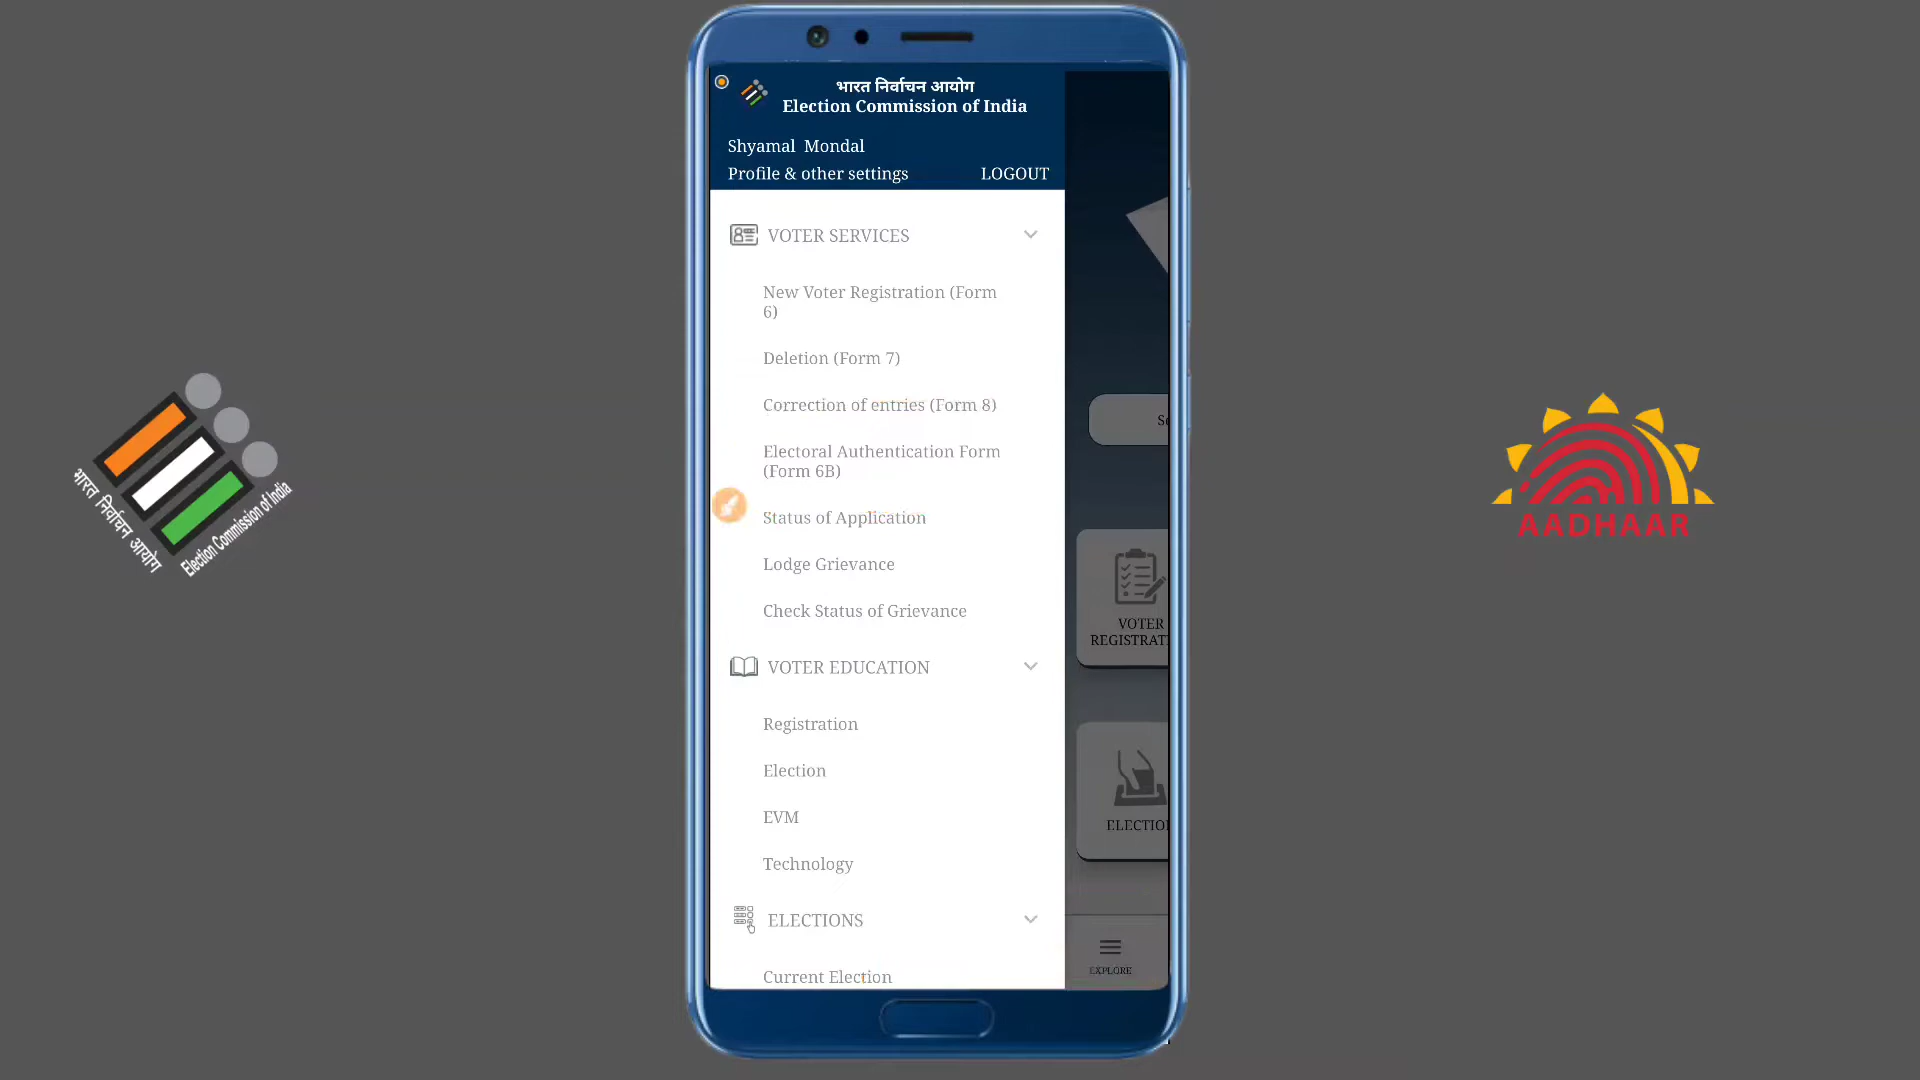 भारत निर्वाचन आयोग
Election Commission of India
Shyamal Mondal
Profile & other settings
LOGOUT
VOTER SERVICES
New Voter Registration (Form
6)
Deletion (Form 7)
Correction of entries (Form 8)
Electoral Authentication Form
(Form 6B)
Status of Application
Lodge Grievance
Check Status of Grievance
VOTER EDUCATION
Registration
Election
EVM
Technology
ELECTIONS
Current Election
VOTER
EXPLORE
भारत निर्वाचन आयोग
Election Commission of India
AADHAAR